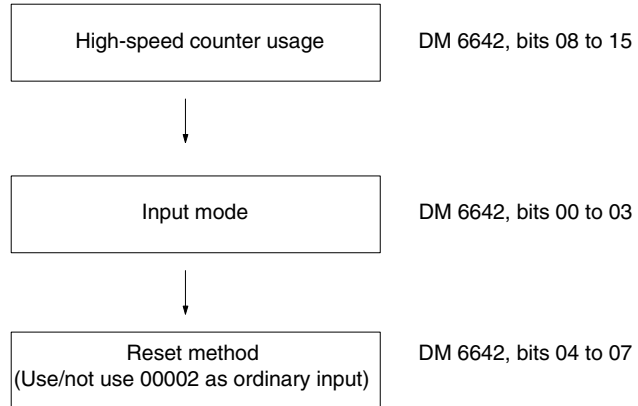 High-speed counter usage DM 6642, bits 08 to 15
Input mode DM 6642, bits 00 to 03
Reset method DM 6642, bits 04 to 07
(Use/not use 00002 as ordinary input)